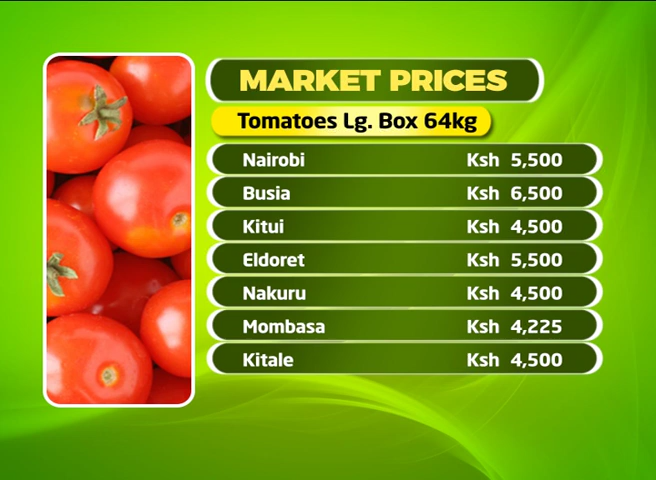 MARKET PRICES
Tomatoes Lg. Box 64kg
Nairobi Ksh 5,500
Busia Ksh 6,500
Kitui Ksh 4,500
Eldoret Ksh 5,500
Nakuru Ksh 4,500
Mombasa Ksh 4,225
Kitale Ksh 4,500